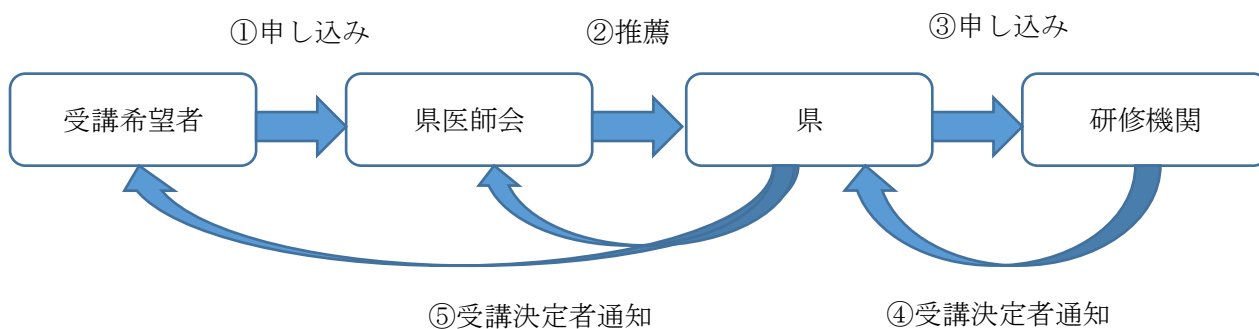 ①申し込み
②推薦
③申し込み
受講希望者
県医師会
県
研修機関
⑤受講決定者通知
④受講決定者通知